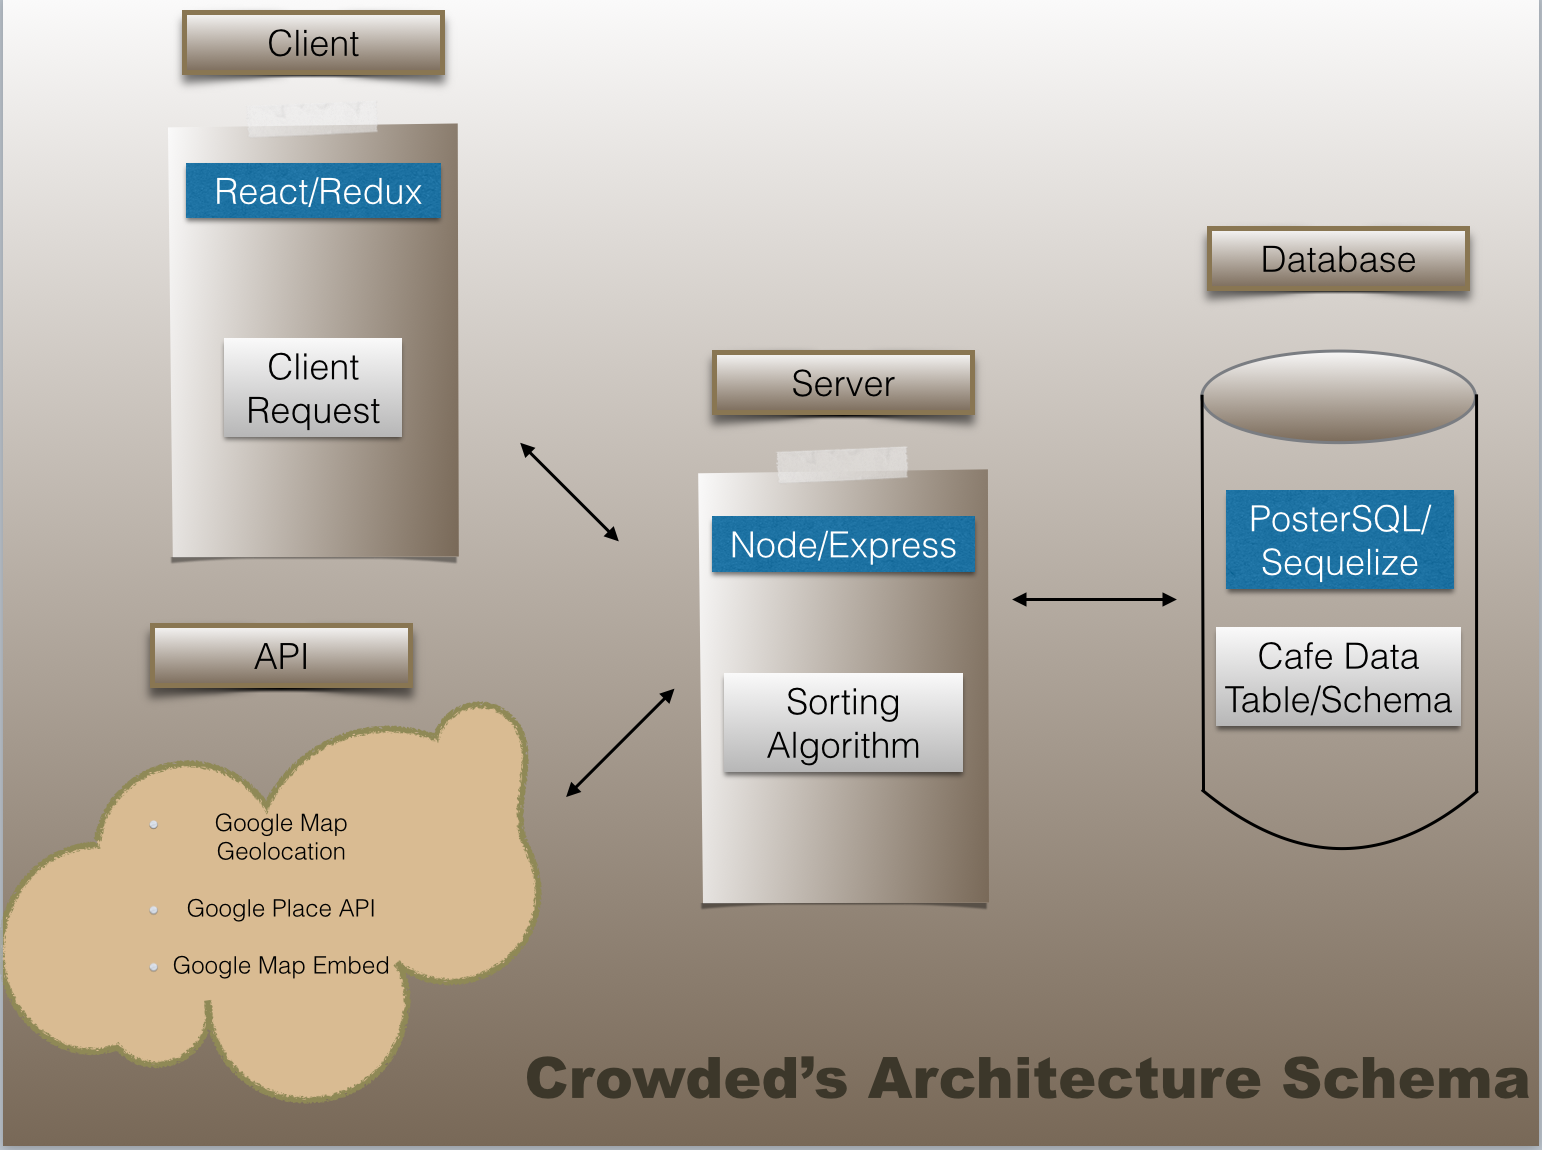 Client
React/Redux
Client
Request
Server
Node/Express
Sorting
Algorithm
Database
PosterSQL/
Sequelize
Cafe Data
Table/Schema
API
Google Map
Geolocation
Google Place API
Google Map Embed
Crowded’s Architecture Schema